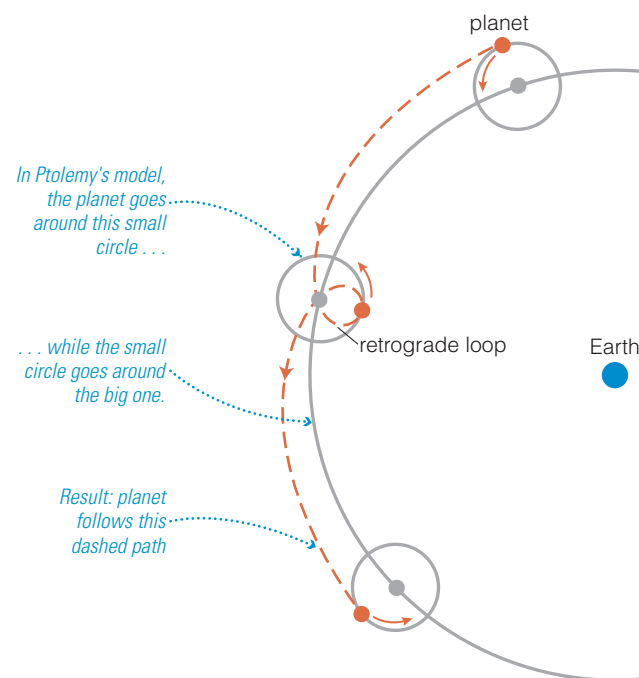 planet
In Ptolemy's model,
the planet goes
around this small
circle . . .
retrograde loop
Earth
. . . while the small
circle goes around
the big one.
Result: planet
follows this
dashed path